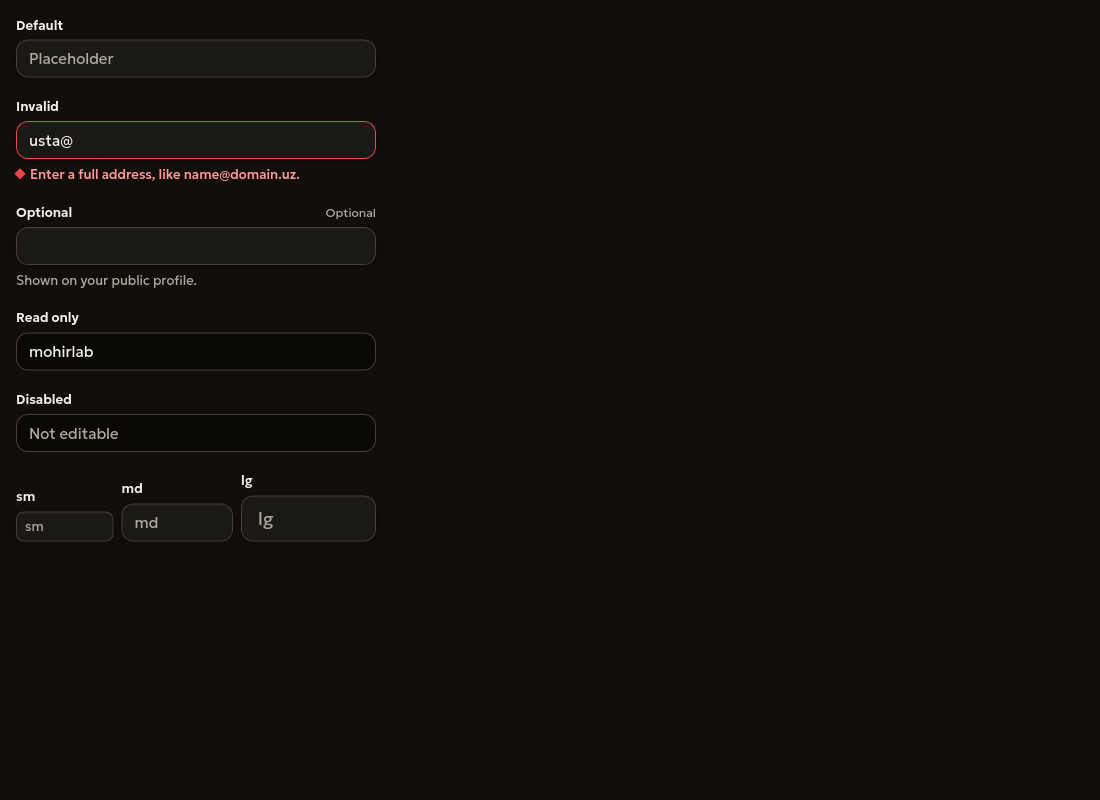 Default
Placeholder
Invalid
usta@
Enter a full address, like name@domain.uz.
Optional Optional
Shown on your public profile.
Read only
mohirlab
Disabled
Not editable
sm md lg
sm md lg